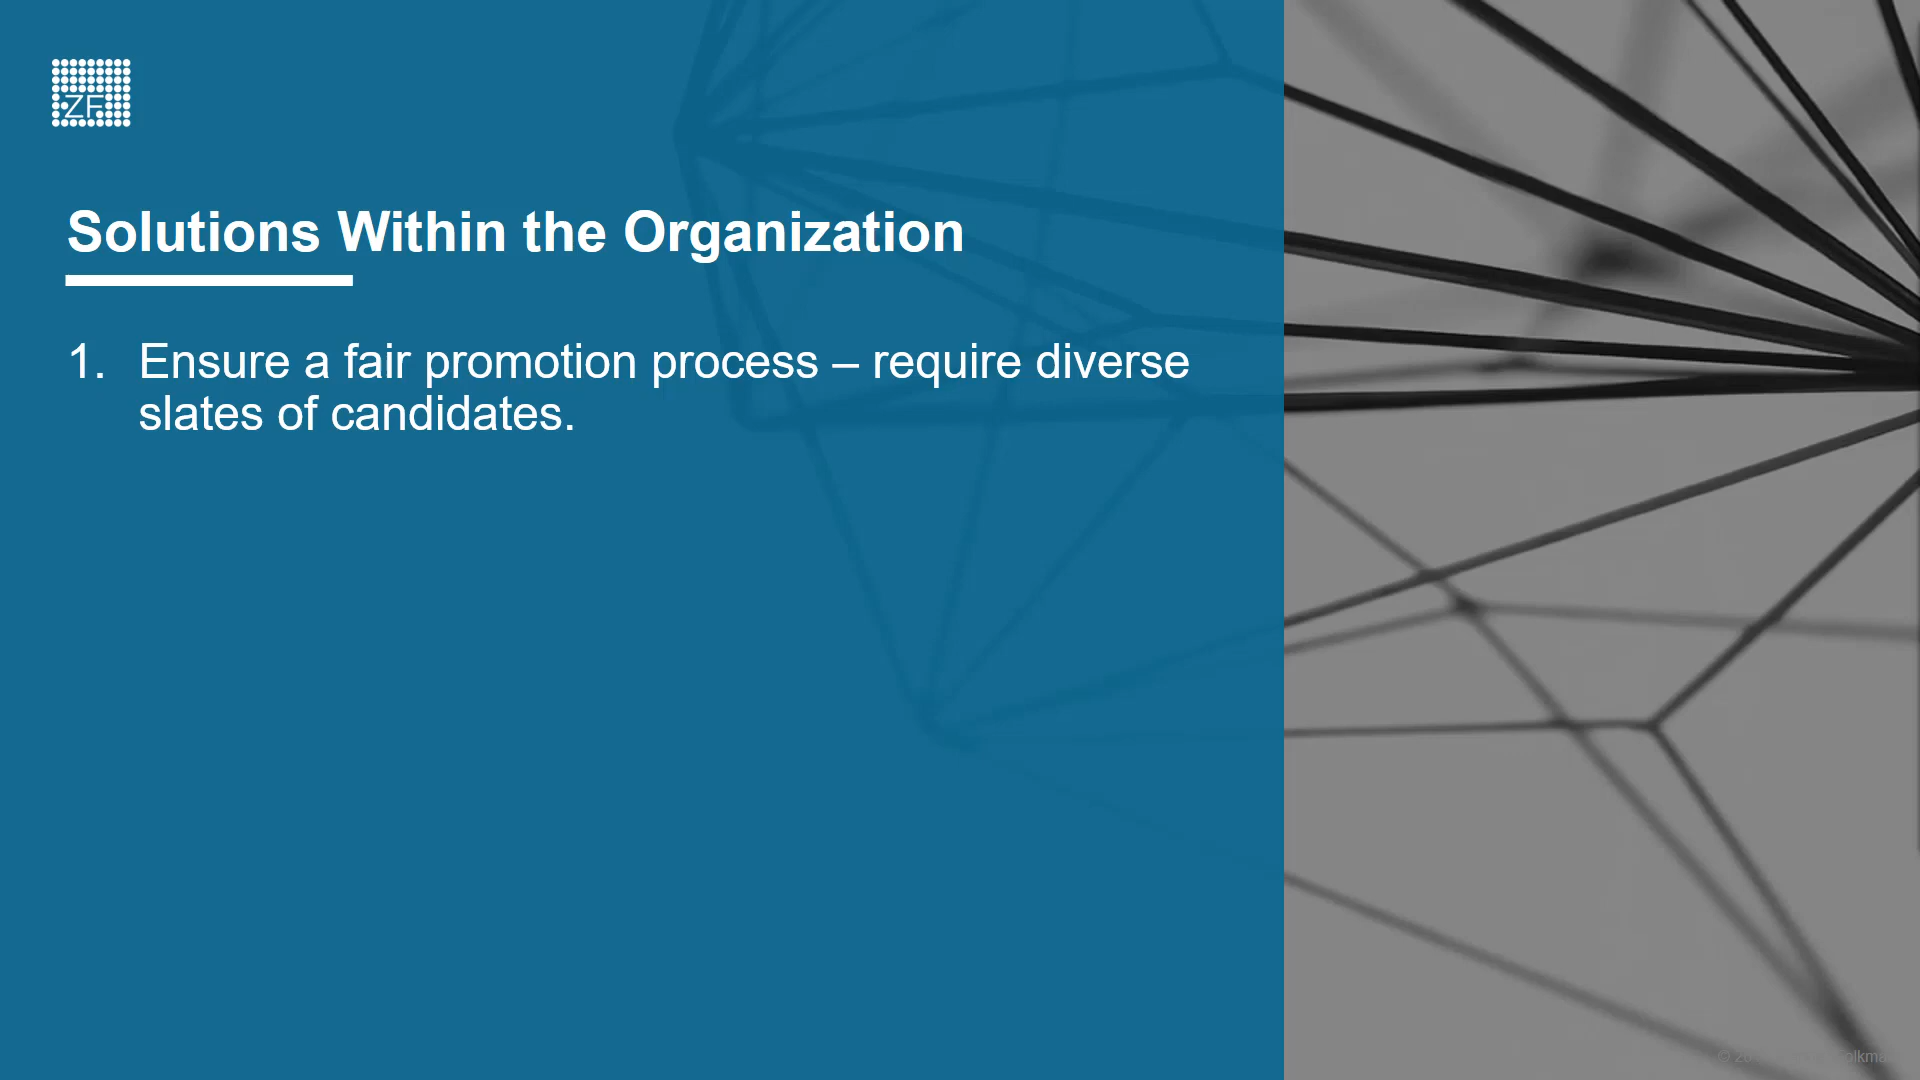 ZF
Solutions Within the Organization
1. Ensure a fair promotion process – require diverse
slates of candidates.